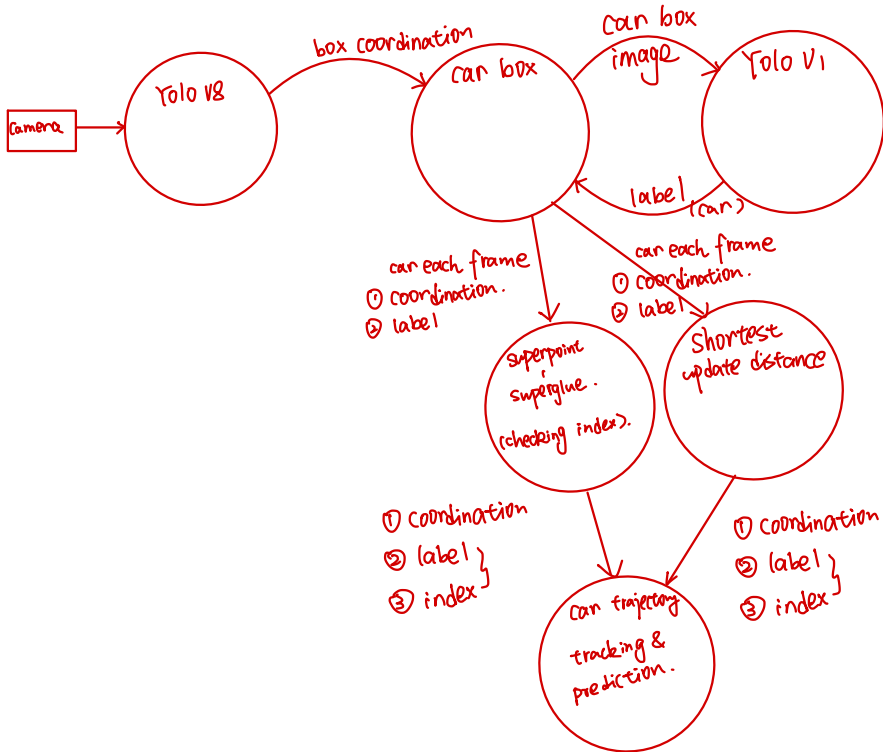 camera
Yolo v8
box coordination
car box
car box
image
Yolo v1
label
(car)
car each frame
① coordination.
② label
car each frame
① coordination.
② label
superpoint
superglue.
(checking index).
Shortest
update distance
① coordination
② label
③ index
① coordination
② label
③ index
car trajectory
tracking &
prediction.